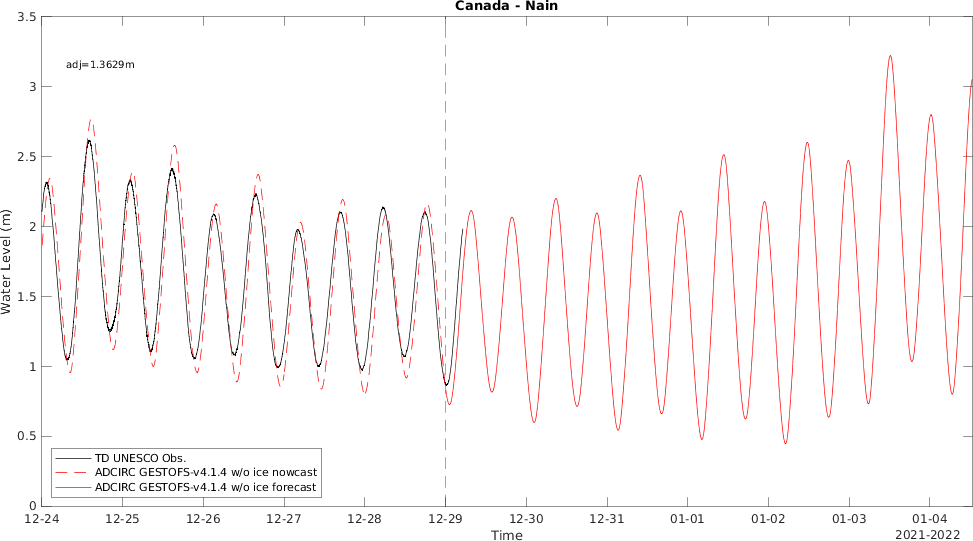 Canada - Nain
3.5
3
2.5
2
1.5
1
0.5
0
Water Level (m)
adj=1.3629m
TD UNESCO Obs.
ADCIRC GESTOFS-v4.1.4 w/o ice nowcast
ADCIRC GESTOFS-v4.1.4 w/o ice forecast
12-24 12-25 12-26 12-27 12-28 12-29 12-30 12-31 01-01 01-02 01-03 01-04
Time
2021-2022